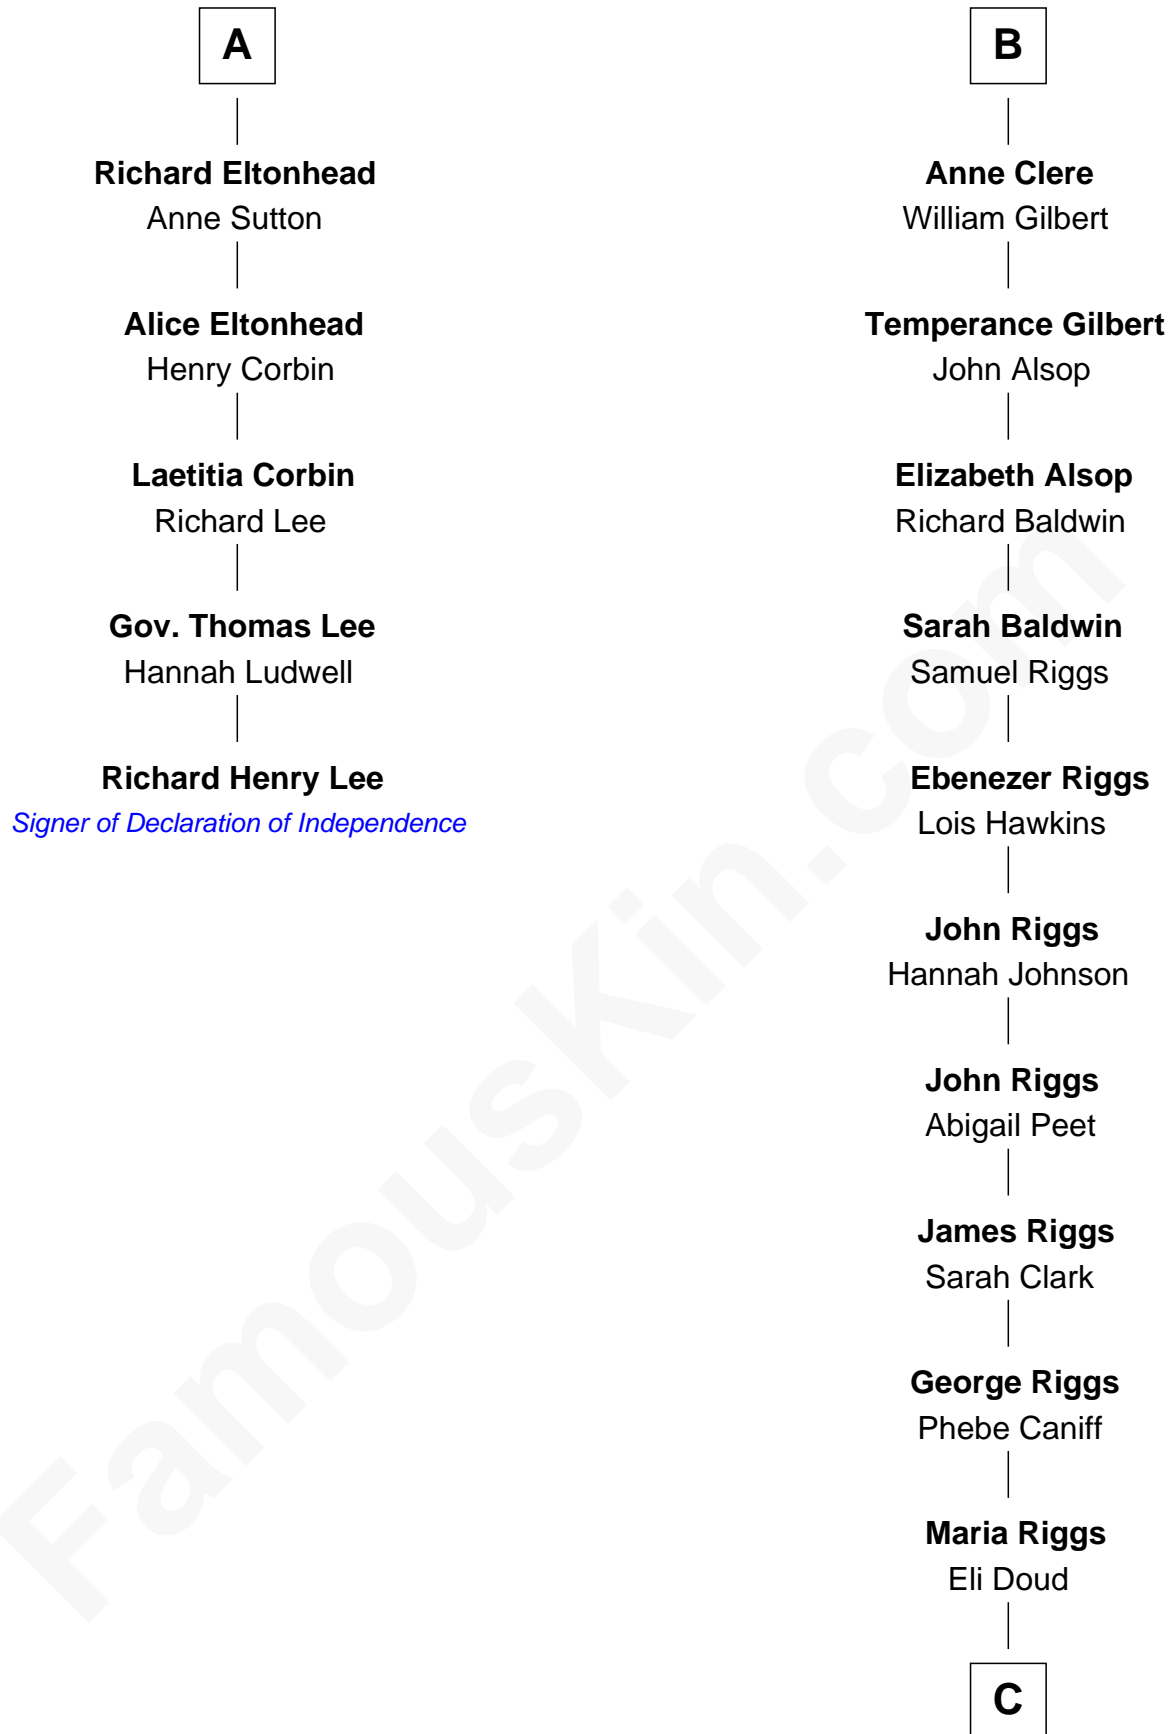 A
Richard Eltonhead
Anne Sutton
Alice Eltonhead
Henry Corbin
Laetitia Corbin
Richard Lee
Gov. Thomas Lee
Hannah Ludwell
Richard Henry Lee
Signer of Declaration of Independence
B
Anne Clere
William Gilbert
Temperance Gilbert
John Alsop
Elizabeth Alsop
Richard Baldwin
Sarah Baldwin
Samuel Riggs
Ebenezer Riggs
Lois Hawkins
John Riggs
Hannah Johnson
John Riggs
Abigail Peet
James Riggs
Sarah Clark
George Riggs
Phebe Caniff
Maria Riggs
Eli Doud
C
FamousKin.com